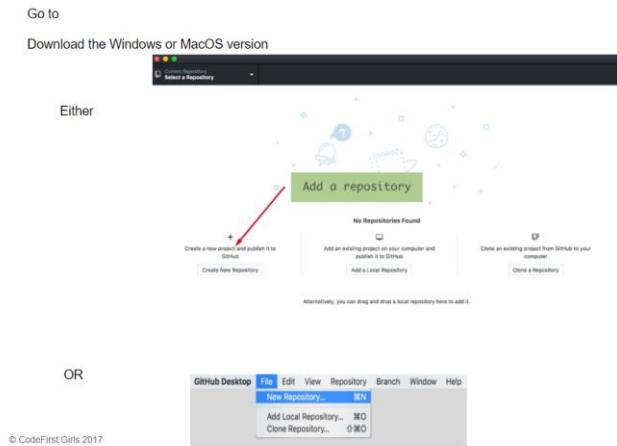 Go to
Download the Windows or MacOS version
Current Repository
Select a Repository
Either
Add a repository
No Repositories Found
Create a new project and publish it to
GitHub
Create New Repository
Add an existing project on your computer and
publish it to GitHub
Add a Local Repository
Clone an existing project from GitHub to your
computer
Clone a Repository
Alternatively, you can drag and drop a local repository here to add it.
OR
GitHub Desktop File Edit View Repository Branch Window Help
New Repository... ⌘N
Add Local Repository... ⌘O
Clone Repository... ⇧⌘O
© CodeFirst:Girls 2017